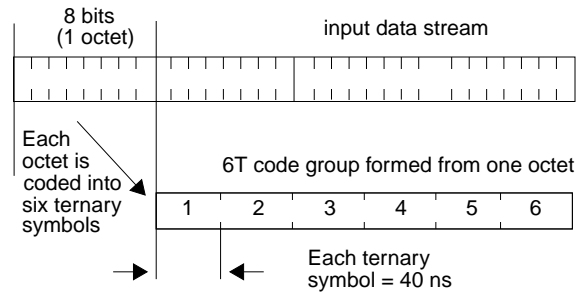 8 bits
(1 octet)
input data stream
Each
octet is
coded into
six ternary
symbols
6T code group formed from one octet
1 2 3 4 5 6
Each ternary
symbol = 40 ns